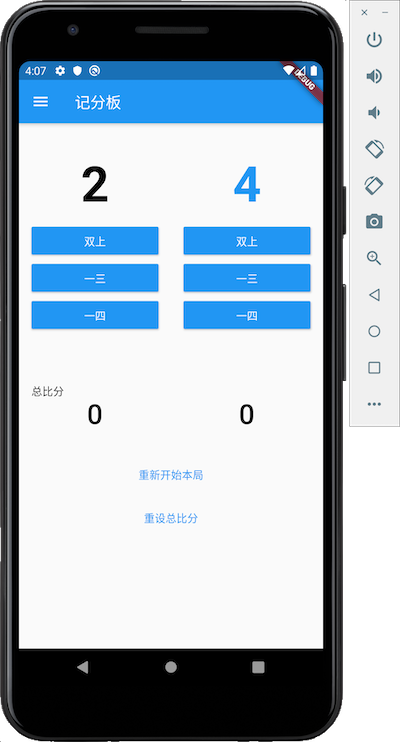 4:07
DEBUG
记分板
2 4
双上 双上
一三 一三
一四 一四
总比分
0 0
重新开始本局
重设总比分